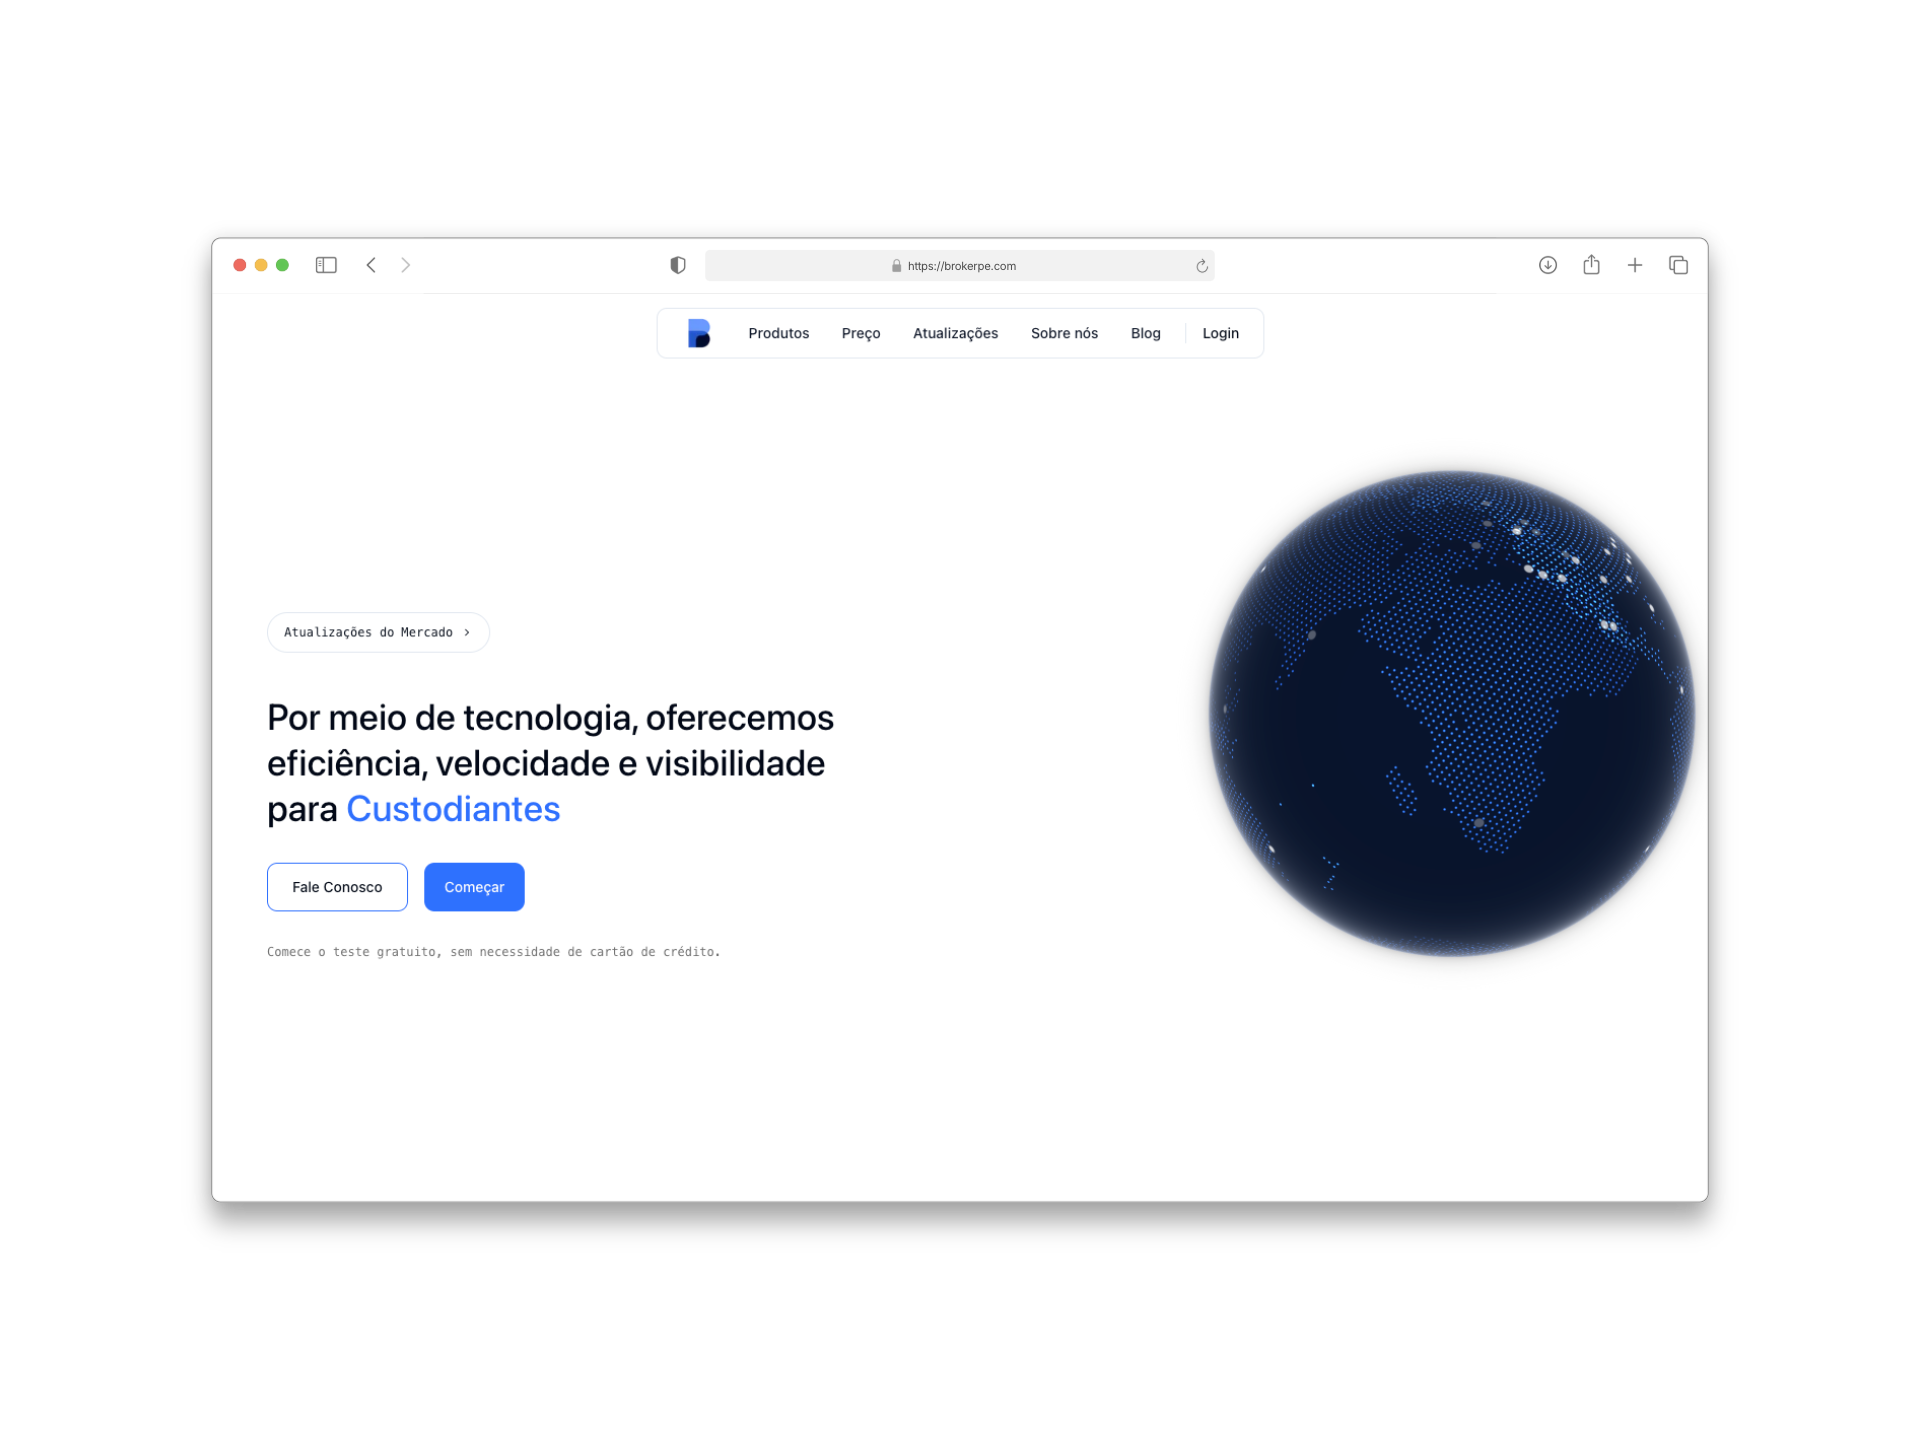 https://brokerpe.com
Produtos Preço Atualizações Sobre nós Blog Login
Atualizações do Mercado >
Por meio de tecnologia, oferecemos
eficiência, velocidade e visibilidade
para Custodiantes
Fale Conosco Começar
Comece o teste gratuito, sem necessidade de cartão de crédito.